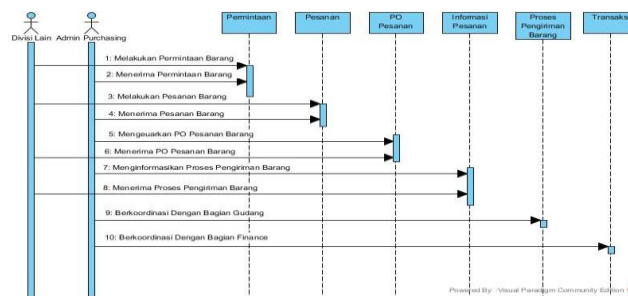 Permintaan
Pesanan
PO
Pesanan
Informasi
Pesanan
Proses
Pengiriman
Barang
Transaks
Divisi Lain
Admin Purchasing
1: Melakukan Permintaan Barang
2: Menerima Permintaan Barang
3: Melakukan Pesanan Barang
4: Menerima Pesanan Barang
5: Mengeuarkan PO Pesanan Barang
6: Menerima PO Pesanan Barang
7: Menginformasikan Proses Pengiriman Barang
8: Menerima Proses Pengiriman Barang
9: Berkoordinasi Dengan Bagian Gudang
10: Berkoordinasi Dengan Bagian Finance
Powered By Visual Paradigm Community Edition